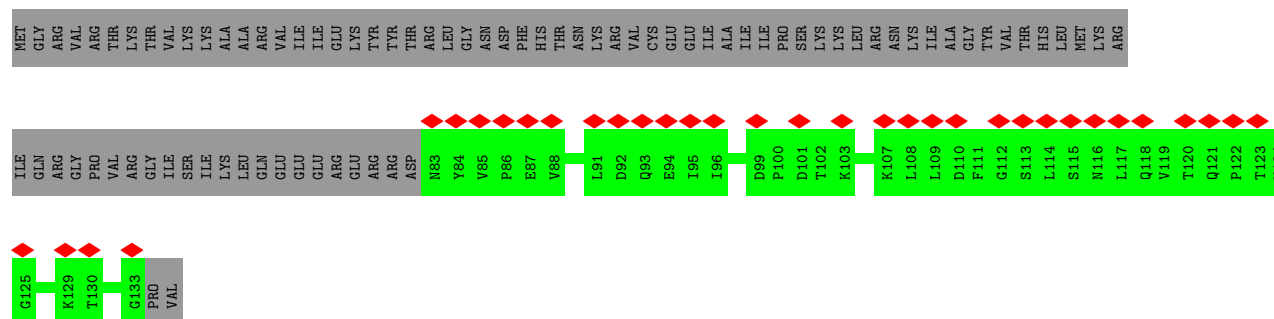 MET GLY ARG VAL ARG THR LYS THR VAL LYS LYS ALA ALA ARG VAL ILE ILE GLU LYS TYR TYR THR ARG LEU GLY ASN ASP PHE HIS THR ASN LYS ARG VAL CYS GLU GLU ILE ALA ILE ILE PRO SER LYS LYS LEU ARG ASN LYS ILE ALA GLY TYR VAL THR HIS LEU MET LYS ARG
ILE GLN ARG GLY PRO VAL ARG GLY ILE SER ILE LYS LEU GLN GLU GLU GLU ARG GLU ARG ARG ASP N83 Y84 V85 P86 E87 V88 L91 D92 Q93 E94 I95 I96 D99 P100 D101 T102 K103 K107 L108 L109 D110 F111 G112 S113 L114 S115 N116 L117 Q118 V119 T120 Q121 P122 T123
G125 K129 T130 G133 PRO VAL